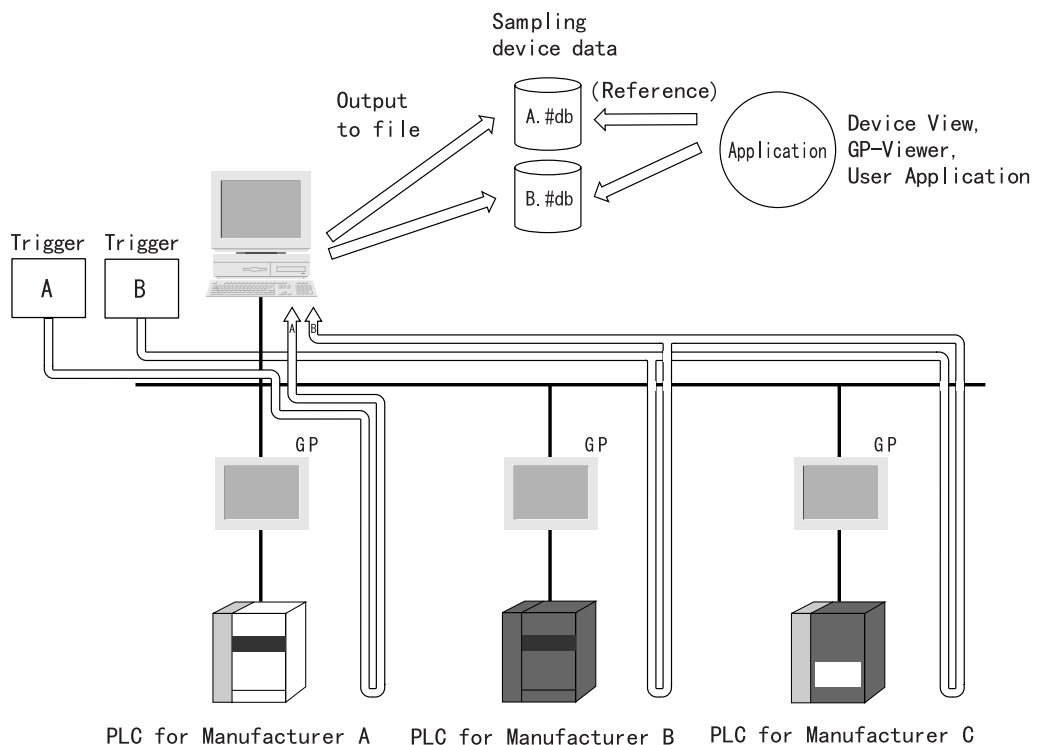 Sampling
device data
Output
to file
(Reference)
A.#db
B.#db
Application
Device View,
GP-Viewer,
User Application
Trigger
Trigger
A
B
A
B
GP
GP
GP
PLC for Manufacturer A
PLC for Manufacturer B
PLC for Manufacturer C